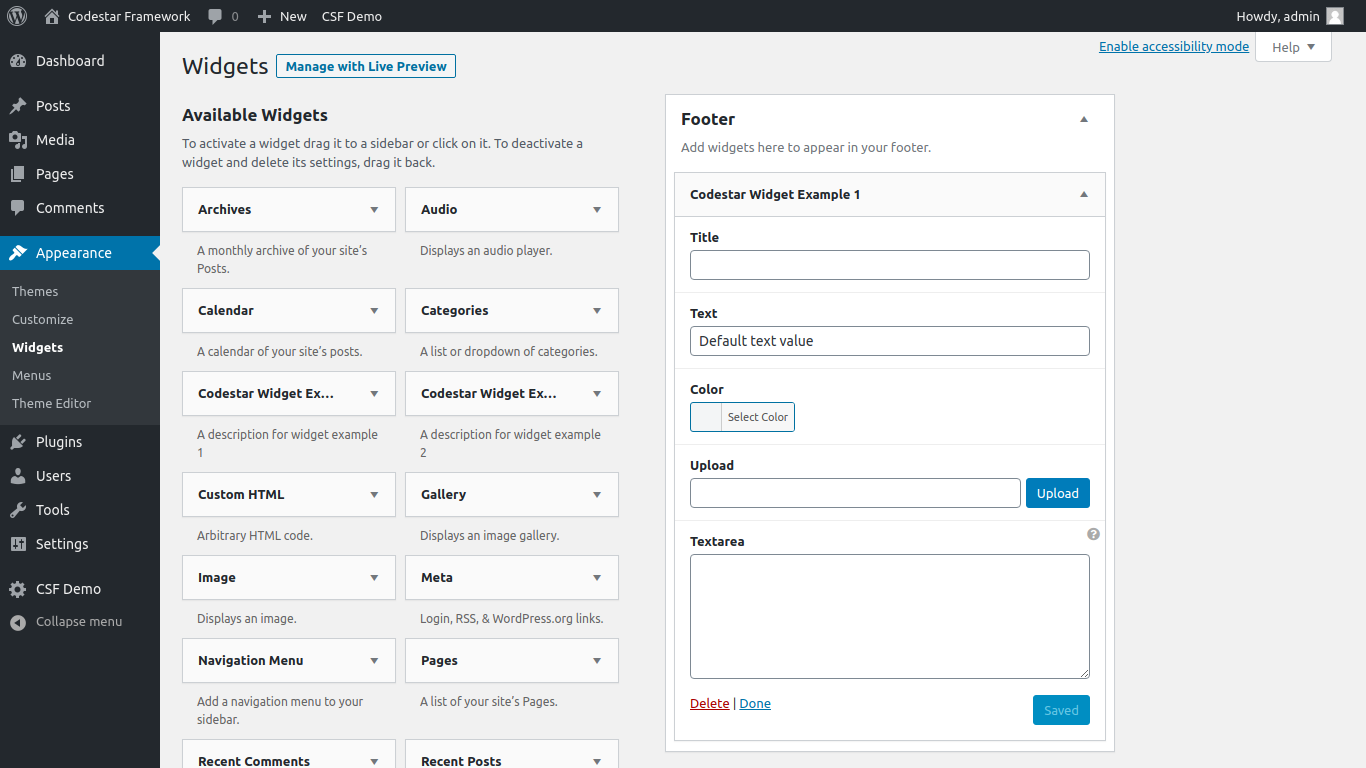 Codestar Framework
0
New
CSF Demo
Howdy, admin
Dashboard
Posts
Media
Pages
Comments
Appearance
Themes
Customize
Widgets
Menus
Theme Editor
Plugins
Users
Tools
Settings
CSF Demo
Collapse menu
Enable accessibility mode
Help
Widgets
Manage with Live Preview
Available Widgets
To activate a widget drag it to a sidebar or click on it. To deactivate a
widget and delete its settings, drag it back.
Archives
A monthly archive of your site’s
Posts.
Audio
Displays an audio player.
Calendar
A calendar of your site’s posts.
Categories
A list or dropdown of categories.
Codestar Widget Ex…
A description for widget example
1
Codestar Widget Ex…
A description for widget example
2
Custom HTML
Arbitrary HTML code.
Gallery
Displays an image gallery.
Image
Displays an image.
Meta
Login, RSS, & WordPress.org links.
Navigation Menu
Add a navigation menu to your
sidebar.
Pages
A list of your site’s Pages.
Recent Comments
Recent Posts
Footer
Add widgets here to appear in your footer.
Codestar Widget Example 1
Title
Text
Default text value
Color
Select Color
Upload
Upload
?
Textarea
Delete | Done
Saved